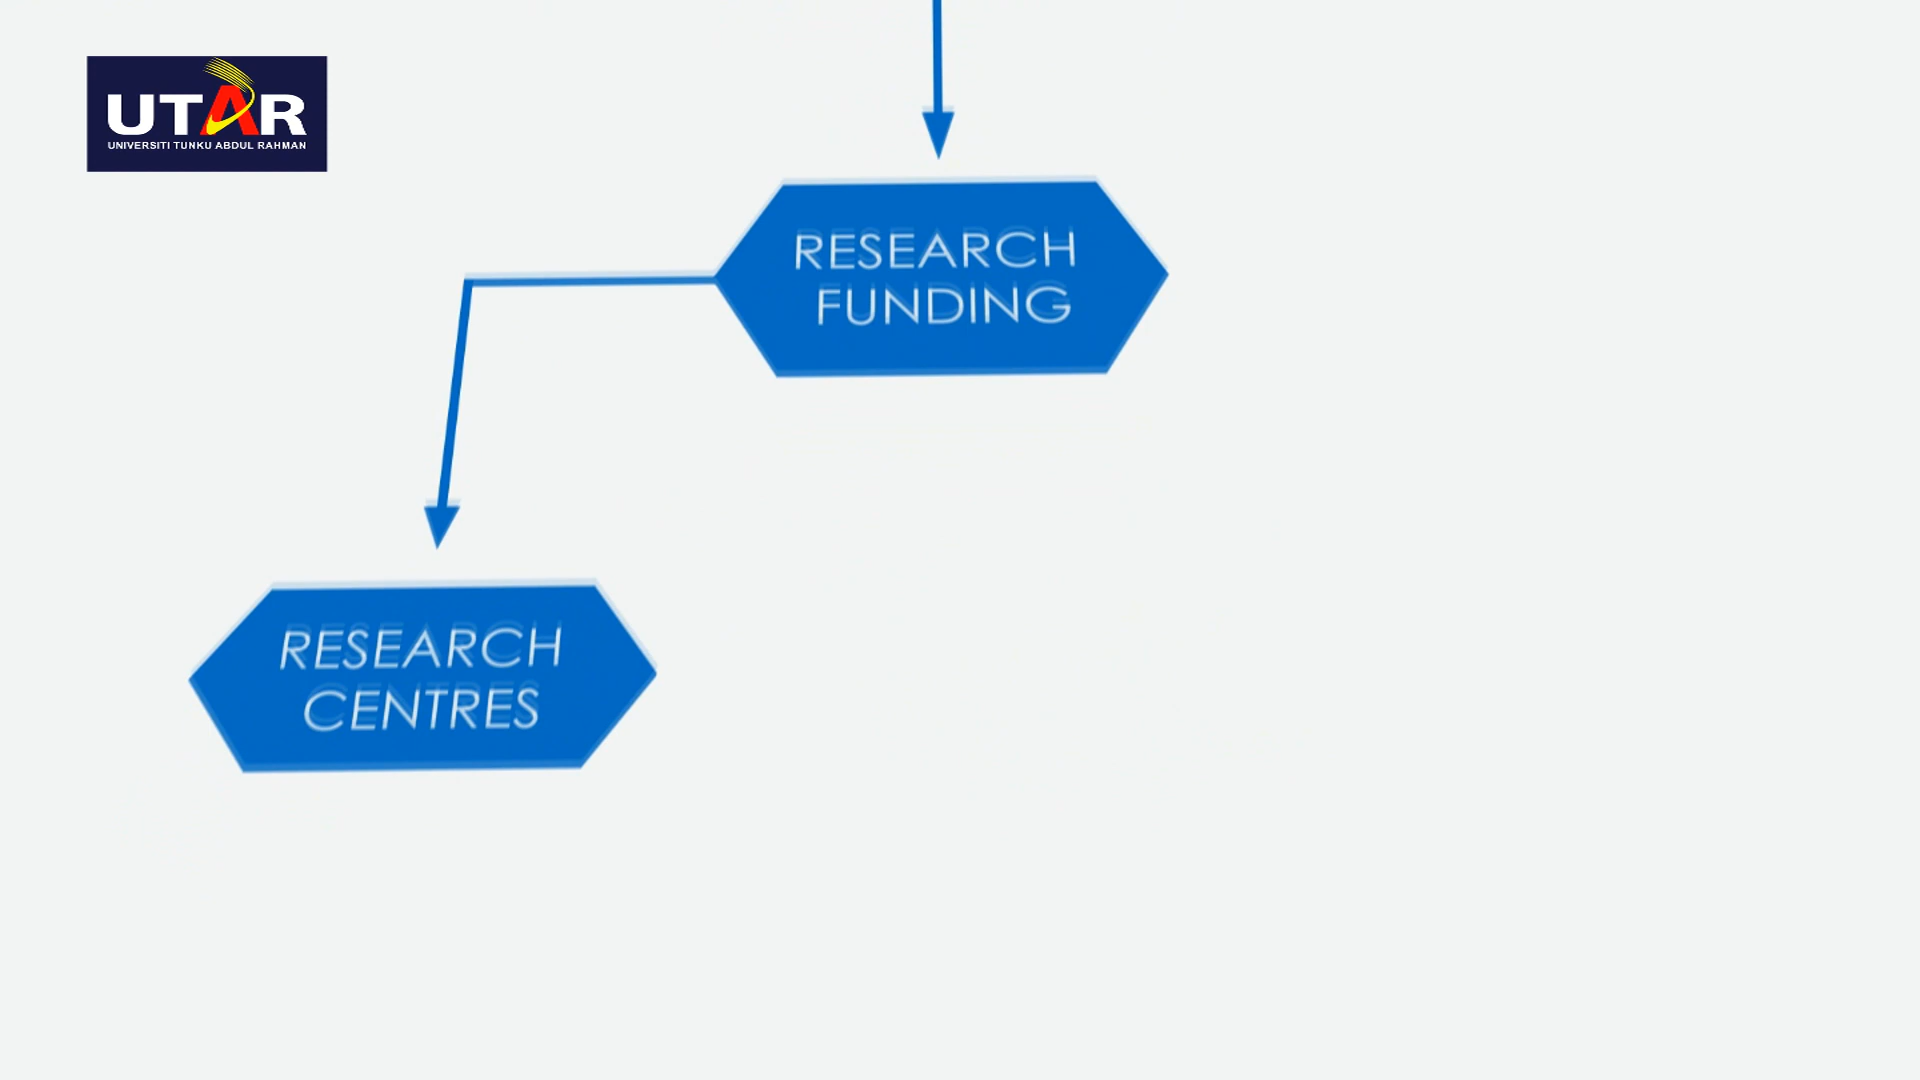 UTAR
UNIVERSITI TUNKU ABDUL RAHMAN
RESEARCH
FUNDING
RESEARCH
CENTRES